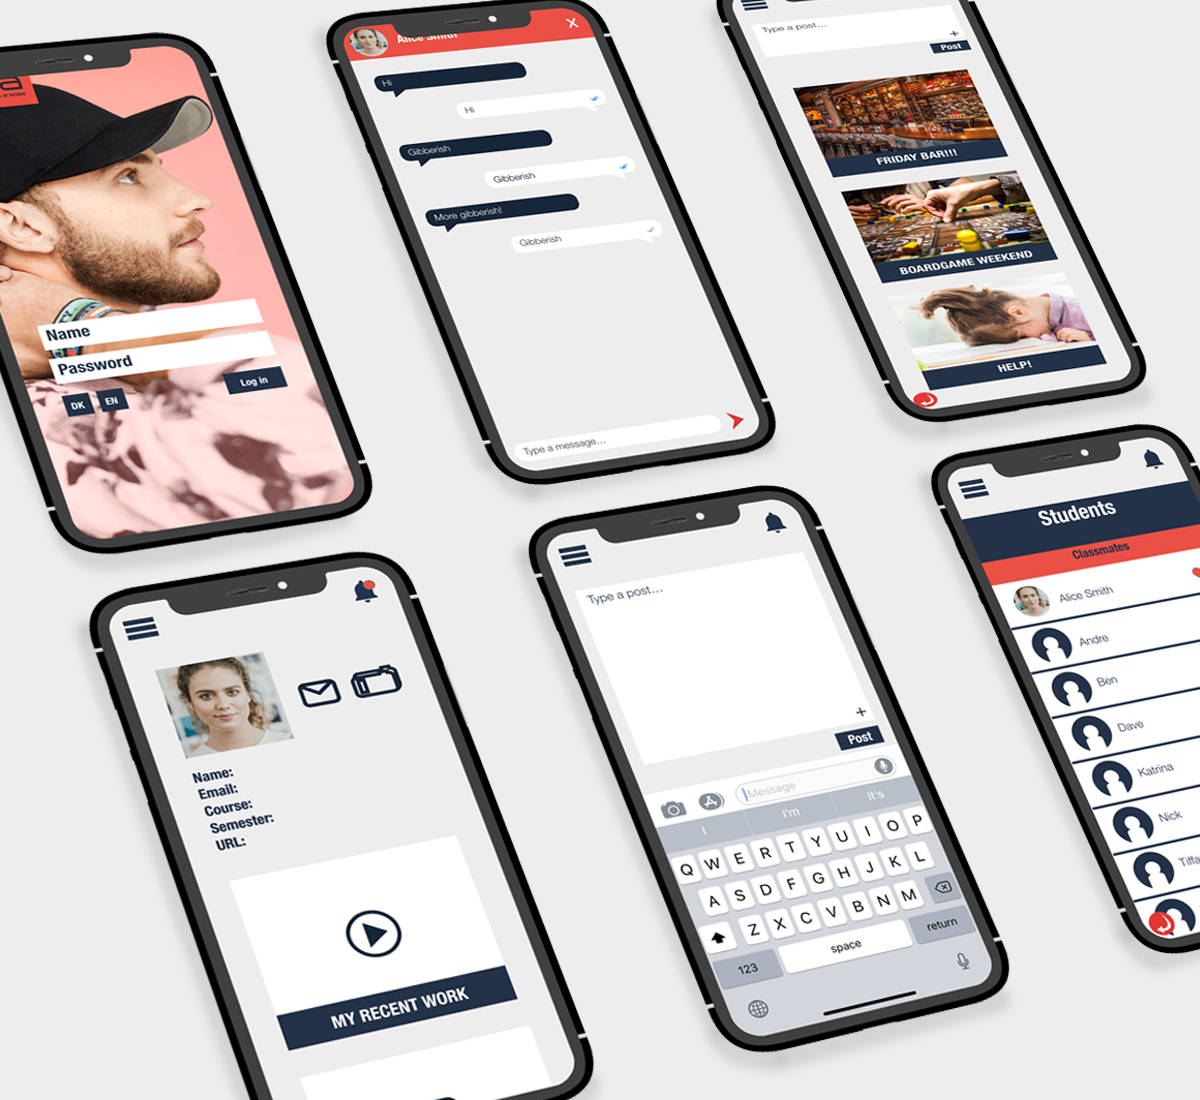 a
OF DESIGN
Name
Password
Log in
DK
EN
Alice Smith
Hi
Hi
Gibberish
Gibberish
More gibberish!
Gibberish
Type a message...
Type a post...
+
Post
FRIDAY BAR!!!
BOARDGAME WEEKEND
HELP!
Name:
Email:
Course:
Semester:
URL:
MY RECENT WORK
Type a post...
+
Post
Message
I
I'm
It's
Q W E R T Y U I O P
A S D F G H J K L
Z X C V B N M
123
space
return
Students
Classmates
Alice Smith
Andre
Ben
Dave
Katrina
Nick
Tiffa